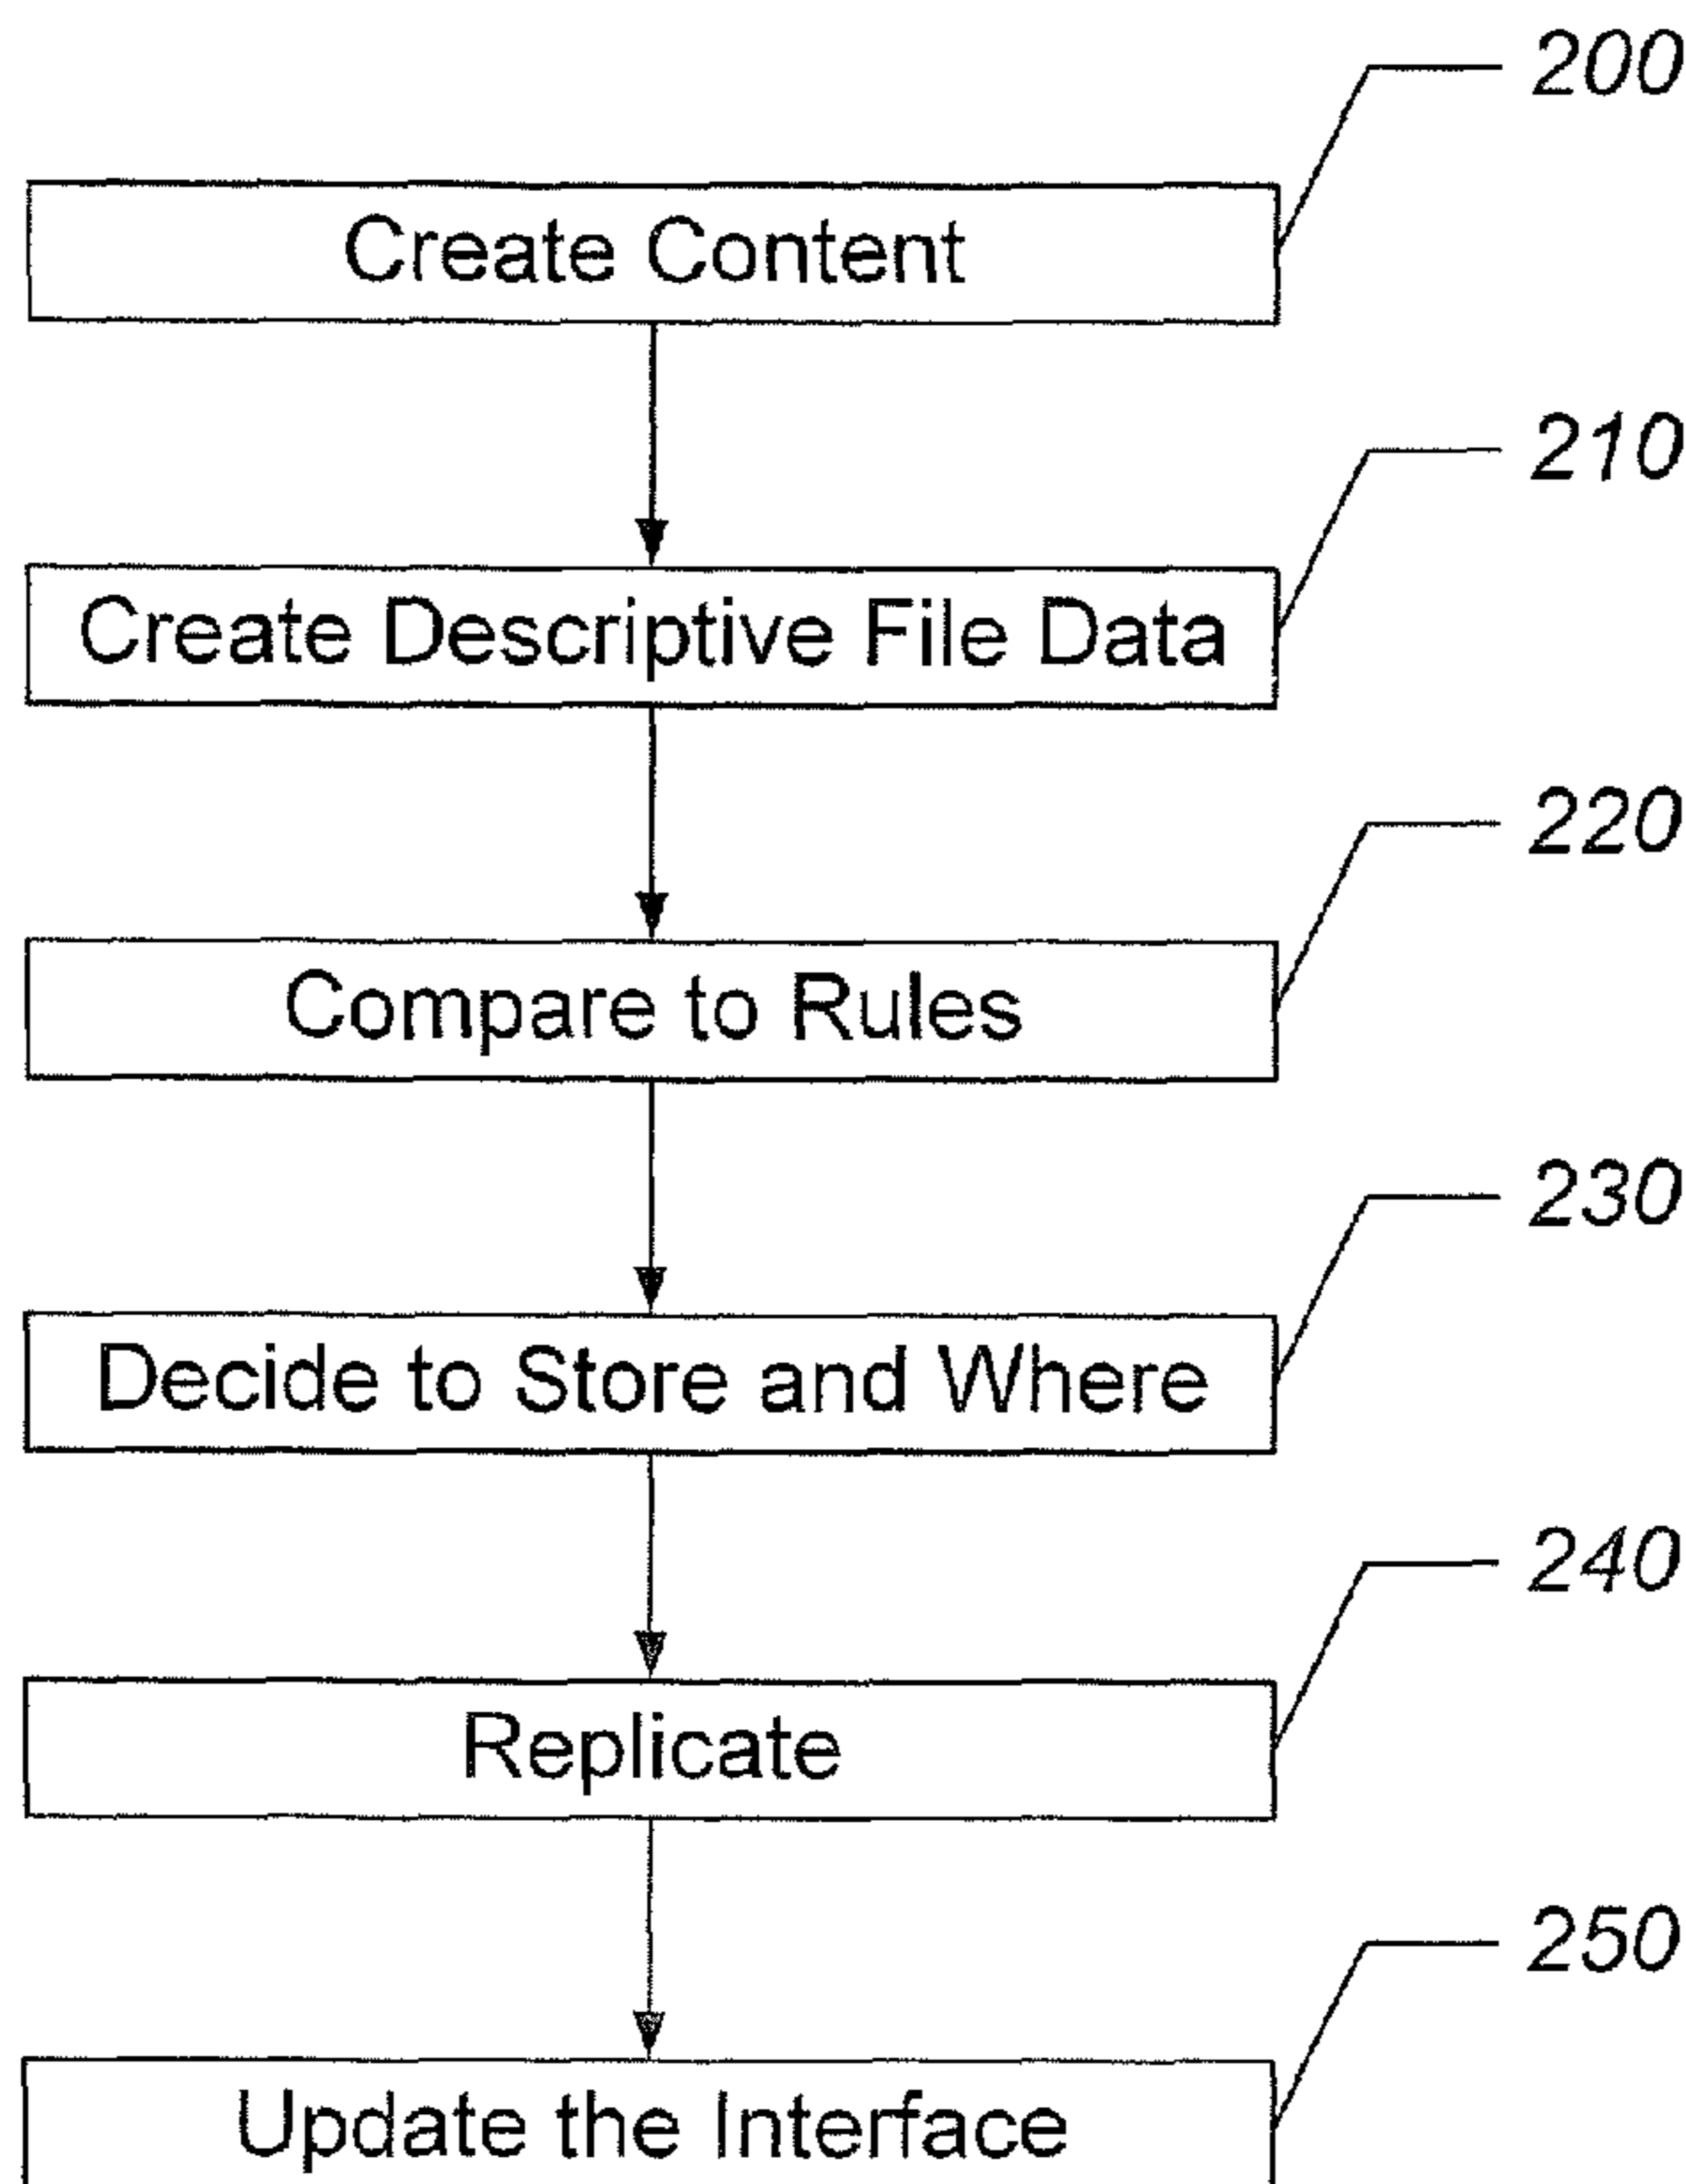 200
Create Content
210
Create Descriptive File Data
220
Compare to Rules
230
Decide to Store and Where
240
Replicate
250
Update the Interface